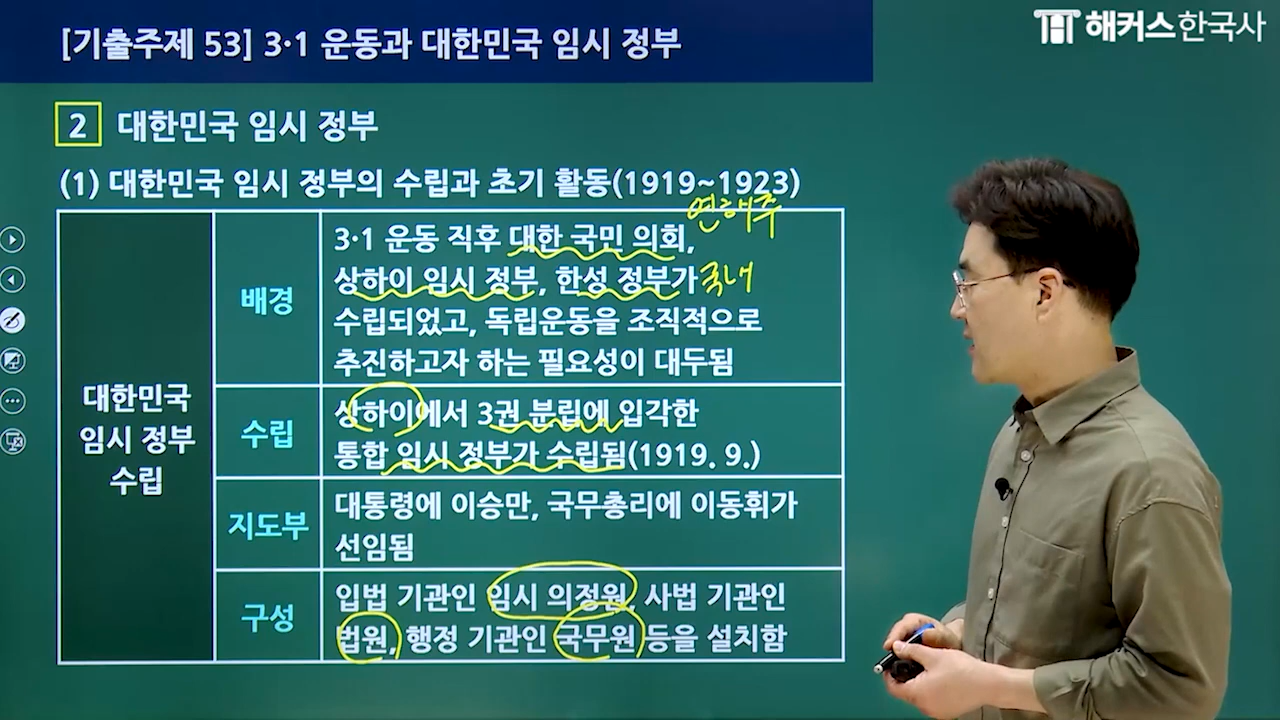 [기출주제 53] 3·1 운동과 대한민국 임시 정부
해커스한국사
2 대한민국 임시 정부
(1) 대한민국 임시 정부의 수립과 초기 활동(1919~1923)
대한민국
임시 정부
수립
배경
연해주
3·1 운동 직후 대한 국민 의회,
상하이 임시 정부, 한성 정부가 국내
수립되었고, 독립운동을 조직적으로
추진하고자 하는 필요성이 대두됨
수립
상하이에서 3권 분립에 입각한
통합 임시 정부가 수립됨(1919. 9.)
지도부
대통령에 이승만, 국무총리에 이동휘가
선임됨
구성
입법 기관인 임시 의정원, 사법 기관인
법원, 행정 기관인 국무원 등을 설치함